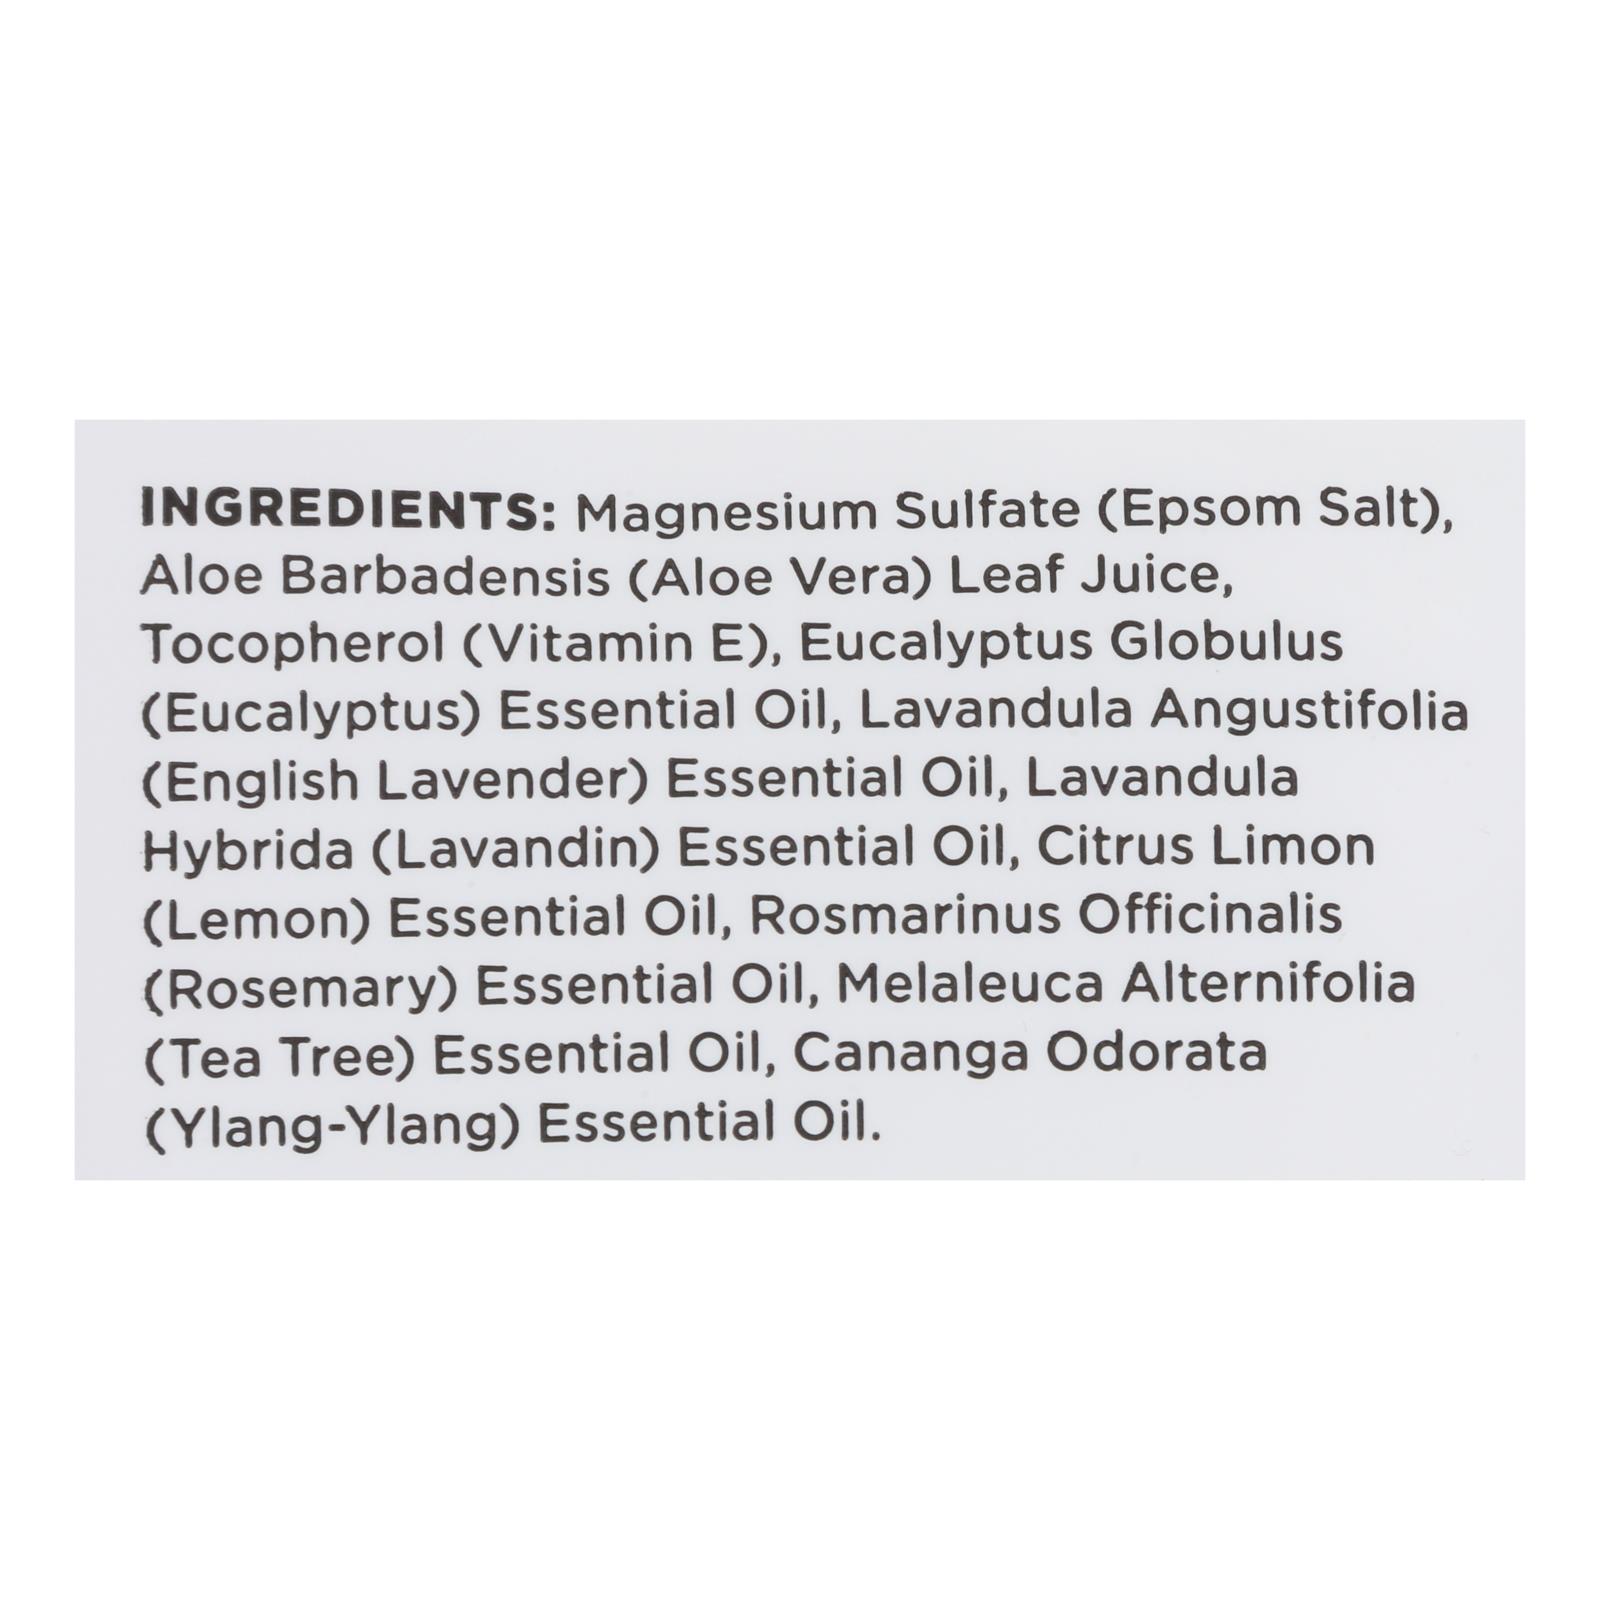 INGREDIENTS: Magnesium Sulfate (Epsom Salt),
Aloe Barbadensis (Aloe Vera) Leaf Juice,
Tocopherol (Vitamin E), Eucalyptus Globulus
(Eucalyptus) Essential Oil, Lavandula Angustifolia
(English Lavender) Essential Oil, Lavandula
Hybrida (Lavandin) Essential Oil, Citrus Limon
(Lemon) Essential Oil, Rosmarinus Officinalis
(Rosemary) Essential Oil, Melaleuca Alternifolia
(Tea Tree) Essential Oil, Cananga Odorata
(Ylang-Ylang) Essential Oil.